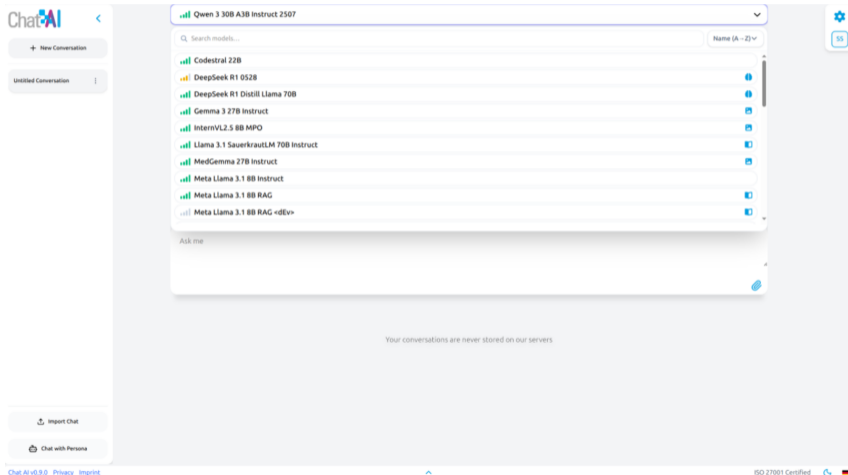 Chat AI
Qwen 3 30B A3B Instruct 2507
SS
+ New Conversation
Search models...
Name (A - Z)
Untitled Conversation
Codestral 22B
DeepSeek R1 0528
DeepSeek R1 Distill Llama 70B
Gemma 3 27B Instruct
InternVL2.5 8B MPO
Llama 3.1 SauerkrautLM 70B Instruct
MedGemma 27B Instruct
Meta Llama 3.1 8B Instruct
Meta Llama 3.1 8B RAG
Meta Llama 3.1 8B RAG <dEv>
Ask me
Your conversations are never stored on our servers
Import Chat
Chat with Persona
Chat AI v0.9.0 Privacy Imprint
ISO 27001 Certified